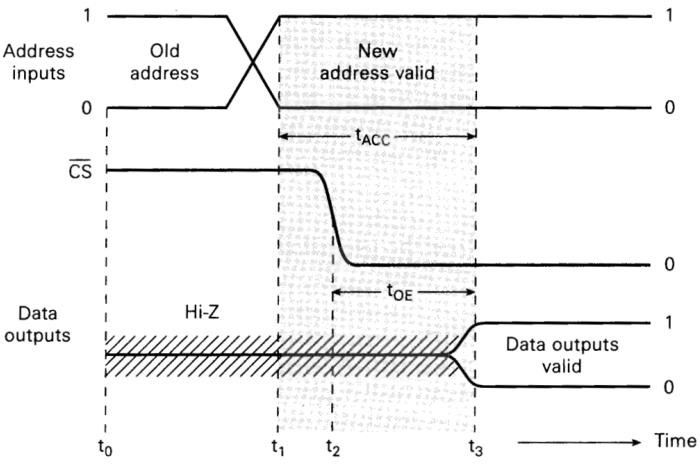 1
1
Address
inputs
Old
address
New
address valid
0
0
tACC
CS
0
tOE
Data
outputs
Hi-Z
1
Data outputs
valid
0
t0
t1
t2
t3
Time